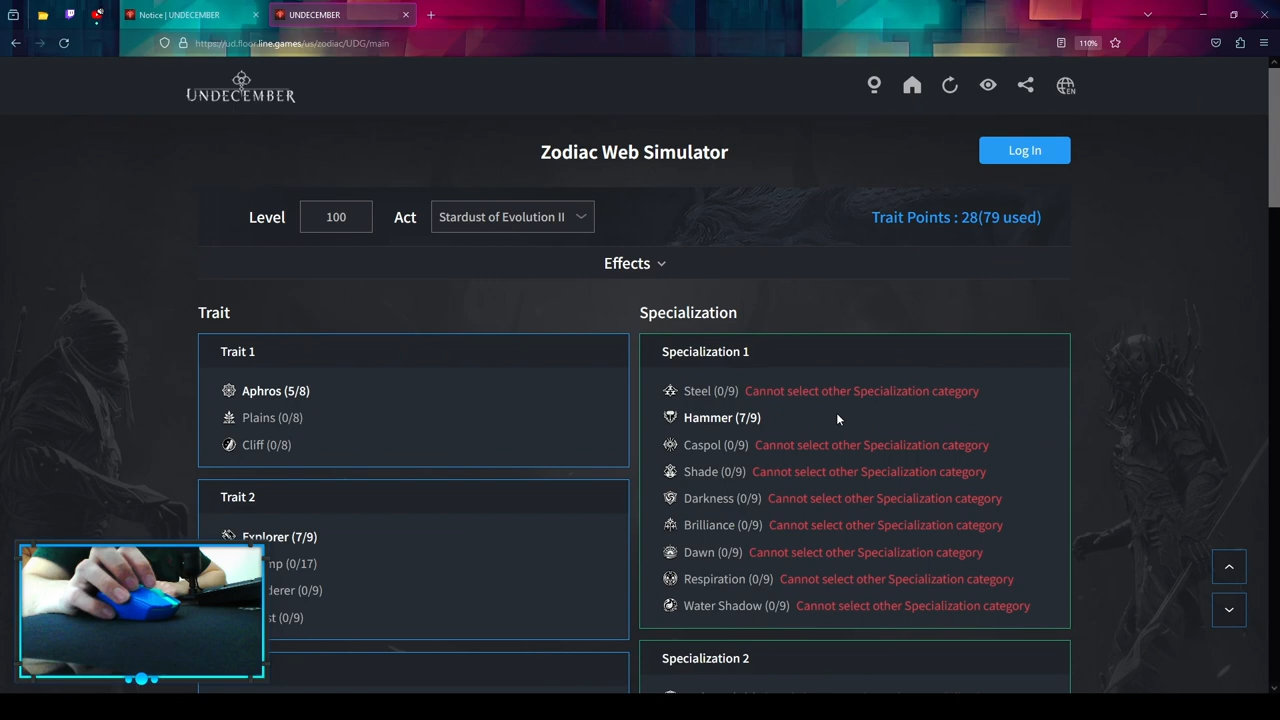 Notice | UNDECEMBER
UNDECEMBER
https://ud.floor.line.games/us/zodiac/UDG/main
110%
UNDECEMBER
EN
Zodiac Web Simulator
Log In
Level 100 Act Stardust of Evolution II Trait Points : 28(79 used)
Effects
Trait
Trait 1
Aphros (5/8)
Plains (0/8)
Cliff (0/8)
Trait 2
Explorer (7/9)
(0/17)
(0/9)
(0/9)
Specialization
Specialization 1
Steel (0/9) Cannot select other Specialization category
Hammer (7/9)
Caspol (0/9) Cannot select other Specialization category
Shade (0/9) Cannot select other Specialization category
Darkness (0/9) Cannot select other Specialization category
Brilliance (0/9) Cannot select other Specialization category
Dawn (0/9) Cannot select other Specialization category
Respiration (0/9) Cannot select other Specialization category
Water Shadow (0/9) Cannot select other Specialization category
Specialization 2